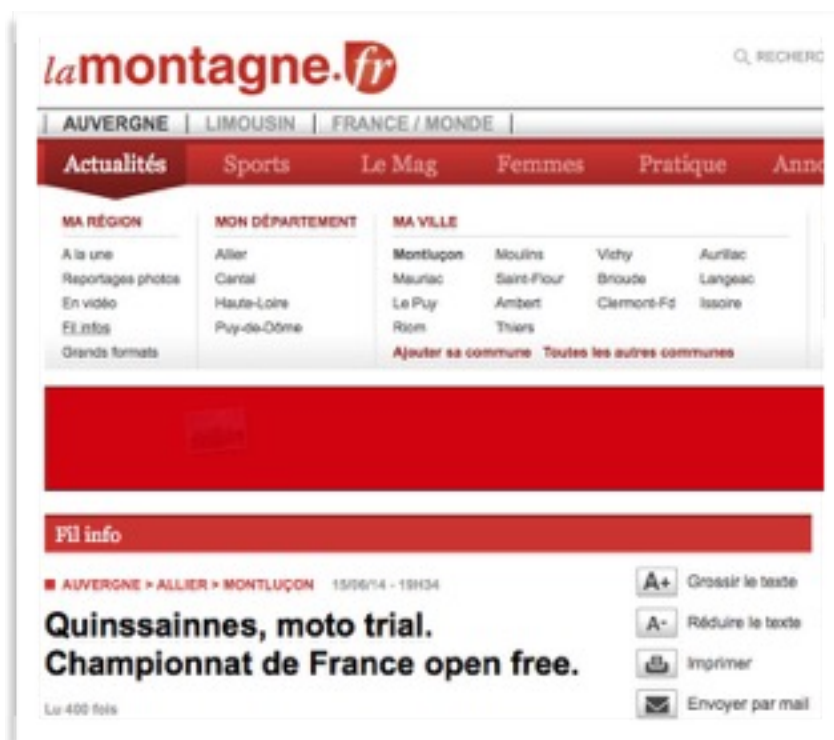 lamontagne.fr
RECHERC
AUVERGNE | LIMOUSIN | FRANCE / MONDE |
Actualités Sports Le Mag Femmes Pratique Anno
MA RÉGION
A la une
Reportages photos
En vidéo
Fil infos
Grands formats
MON DÉPARTEMENT
Allier
Cantal
Haute-Loire
Puy-de-Dôme
MA VILLE
Montluçon Moulins Vichy Aurillac
Mauriac Saint-Flour Brioude Langeac
Le Puy Ambert Clermont-Fd Issoire
Riom Thiers
Ajouter sa commune Toutes les autres communes
Fil info
AUVERGNE > ALLIER > MONTLUÇON 15/06/14 - 19H34
Quinssainnes, moto trial.
Championnat de France open free.
Lu 400 fois
A+ Grossir le texte
A- Réduire le texte
Imprimer
Envoyer par mail